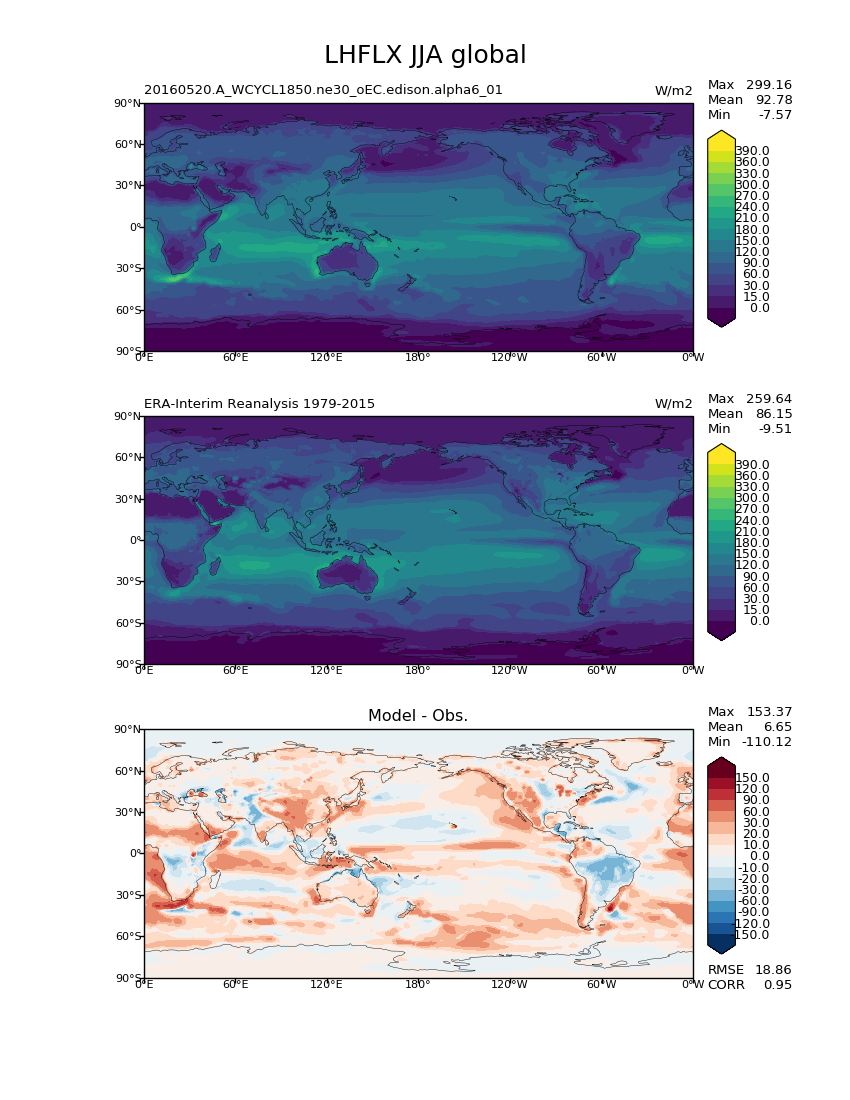 LHFLX JJA global
20160520.A_WCYCL1850.ne30_oEC.edison.alpha6_01
W/m2
Max 299.16
Mean 92.78
Min -7.57
90°N
60°N
30°N
0°
30°S
60°S
90°S
0°E 60°E 120°E 180° 120°W 60°W 0°W
390.0
360.0
330.0
300.0
270.0
240.0
210.0
180.0
150.0
120.0
90.0
60.0
30.0
15.0
0.0
ERA-Interim Reanalysis 1979-2015
W/m2
Max 259.64
Mean 86.15
Min -9.51
90°N
60°N
30°N
0°
30°S
60°S
90°S
0°E 60°E 120°E 180° 120°W 60°W 0°W
390.0
360.0
330.0
300.0
270.0
240.0
210.0
180.0
150.0
120.0
90.0
60.0
30.0
15.0
0.0
Model - Obs.
Max 153.37
Mean 6.65
Min -110.12
90°N
60°N
30°N
0°
30°S
60°S
90°S
0°E 60°E 120°E 180° 120°W 60°W 0°W
150.0
120.0
90.0
60.0
30.0
20.0
10.0
0.0
-10.0
-20.0
-30.0
-60.0
-90.0
-120.0
-150.0
RMSE 18.86
CORR 0.95